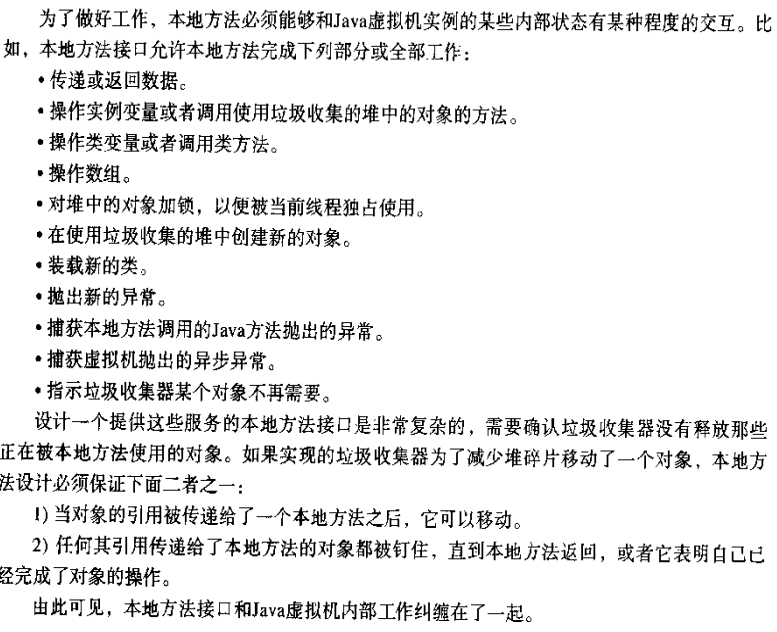 为了做好工作，本地方法必须能够和Java虚拟机实例的某些内部状态有某种程度的交互。比
如，本地方法接口允许本地方法完成下列部分或全部工作：
• 传递或返回数据。
• 操作实例变量或者调用使用垃圾收集的堆中的对象的方法。
• 操作类变量或者调用类方法。
• 操作数组。
• 对堆中的对象加锁，以便被当前线程独占使用。
• 在使用垃圾收集的堆中创建新的对象。
• 装载新的类。
• 抛出新的异常。
• 捕获本地方法调用的Java方法抛出的异常。
• 捕获虚拟机抛出的异步异常。
• 指示垃圾收集器某个对象不再需要。
设计一个提供这些服务的本地方法接口是非常复杂的，需要确认垃圾收集器没有释放那些
正在被本地方法使用的对象。如果实现的垃圾收集器为了减少堆碎片移动了一个对象，本地方
法设计必须保证下面二者之一：
1) 当对象的引用被传递给了一个本地方法之后，它可以移动。
2) 任何其引用传递给了本地方法的对象都被钉住，直到本地方法返回，或者它表明自己已
经完成了对象的操作。
由此可见，本地方法接口和Java虚拟机内部工作纠缠在了一起。